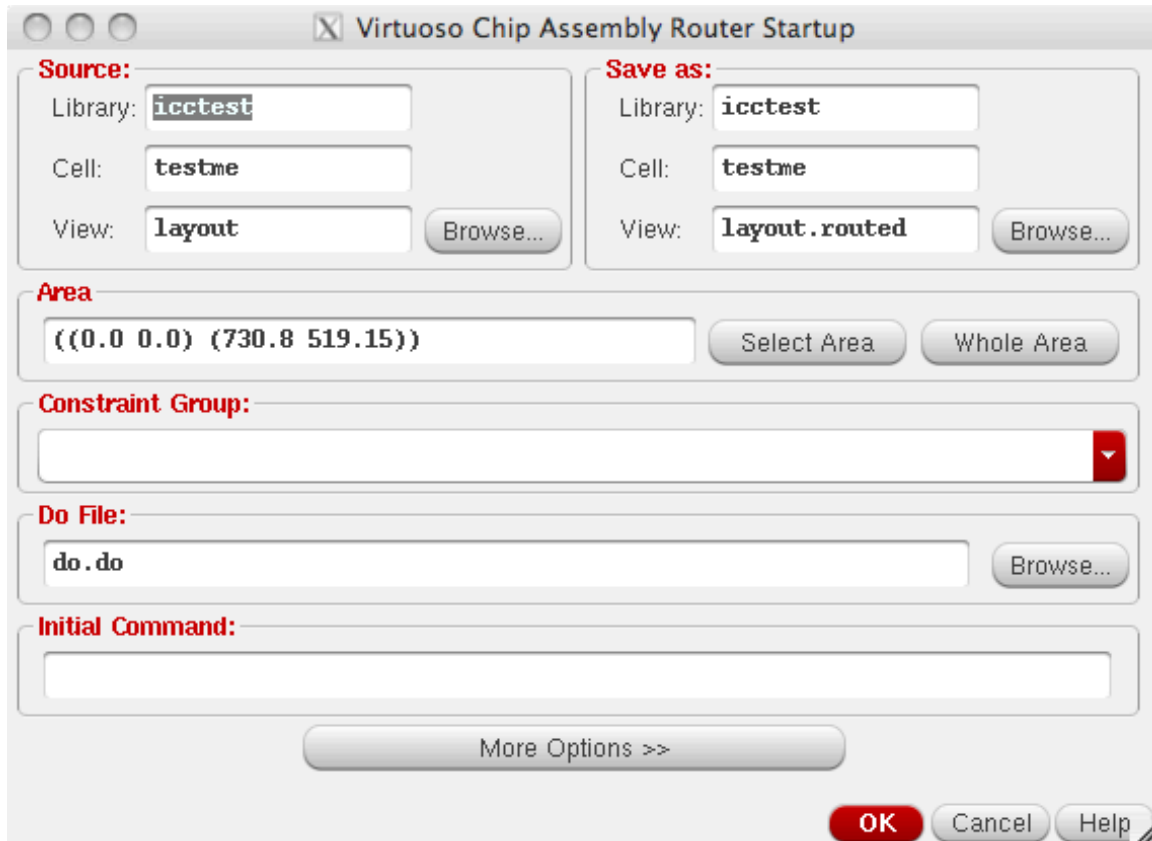 Virtuoso Chip Assembly Router Startup
Source:
Library: icctest
Cell: testme
View: layout Browse...
Save as:
Library: icctest
Cell: testme
View: layout.routed Browse...
Area
((0.0 0.0) (730.8 519.15)) Select Area Whole Area
Constraint Group:
Do File:
do.do Browse...
Initial Command:
More Options >>
OK Cancel Help